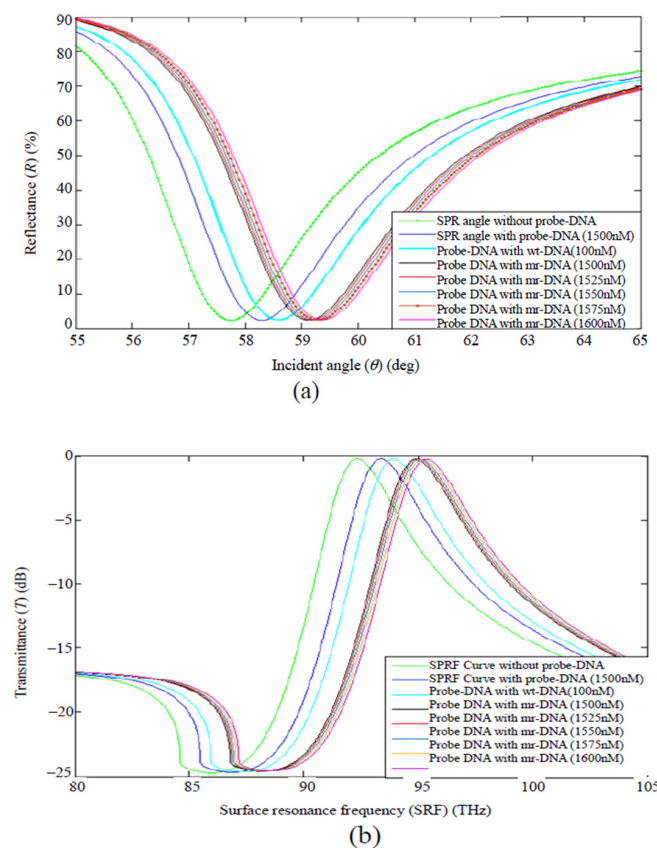 90
80
70
60
50
40
30
20
10
0
Reflectance (R) (%)
SPR angle without probe-DNA
SPR angle with probe-DNA (1500nM)
Probe-DNA with wt-DNA(100nM)
Probe DNA with mr-DNA (1500nM)
Probe DNA with mr-DNA (1525nM)
Probe DNA with mr-DNA (1550nM)
Probe DNA with mr-DNA (1575nM)
Probe DNA with mr-DNA (1600nM)
55 56 57 58 59 60 61 62 63 64 65
Incident angle (θ) (deg)
(a)
0
−5
−10
−15
−20
−25
Transmittance (T) (dB)
SPRF Curve without probe-DNA
SPRF Curve with probe-DNA (1500nM)
Probe-DNA with wt-DNA(100nM)
Probe DNA with mr-DNA (1500nM)
Probe DNA with mr-DNA (1525nM)
Probe DNA with mr-DNA (1550nM)
Probe DNA with mr-DNA (1575nM)
Probe DNA with mr-DNA (1600nM)
80 85 90 95 100 105
Surface resonance frequency (SRF) (THz)
(b)